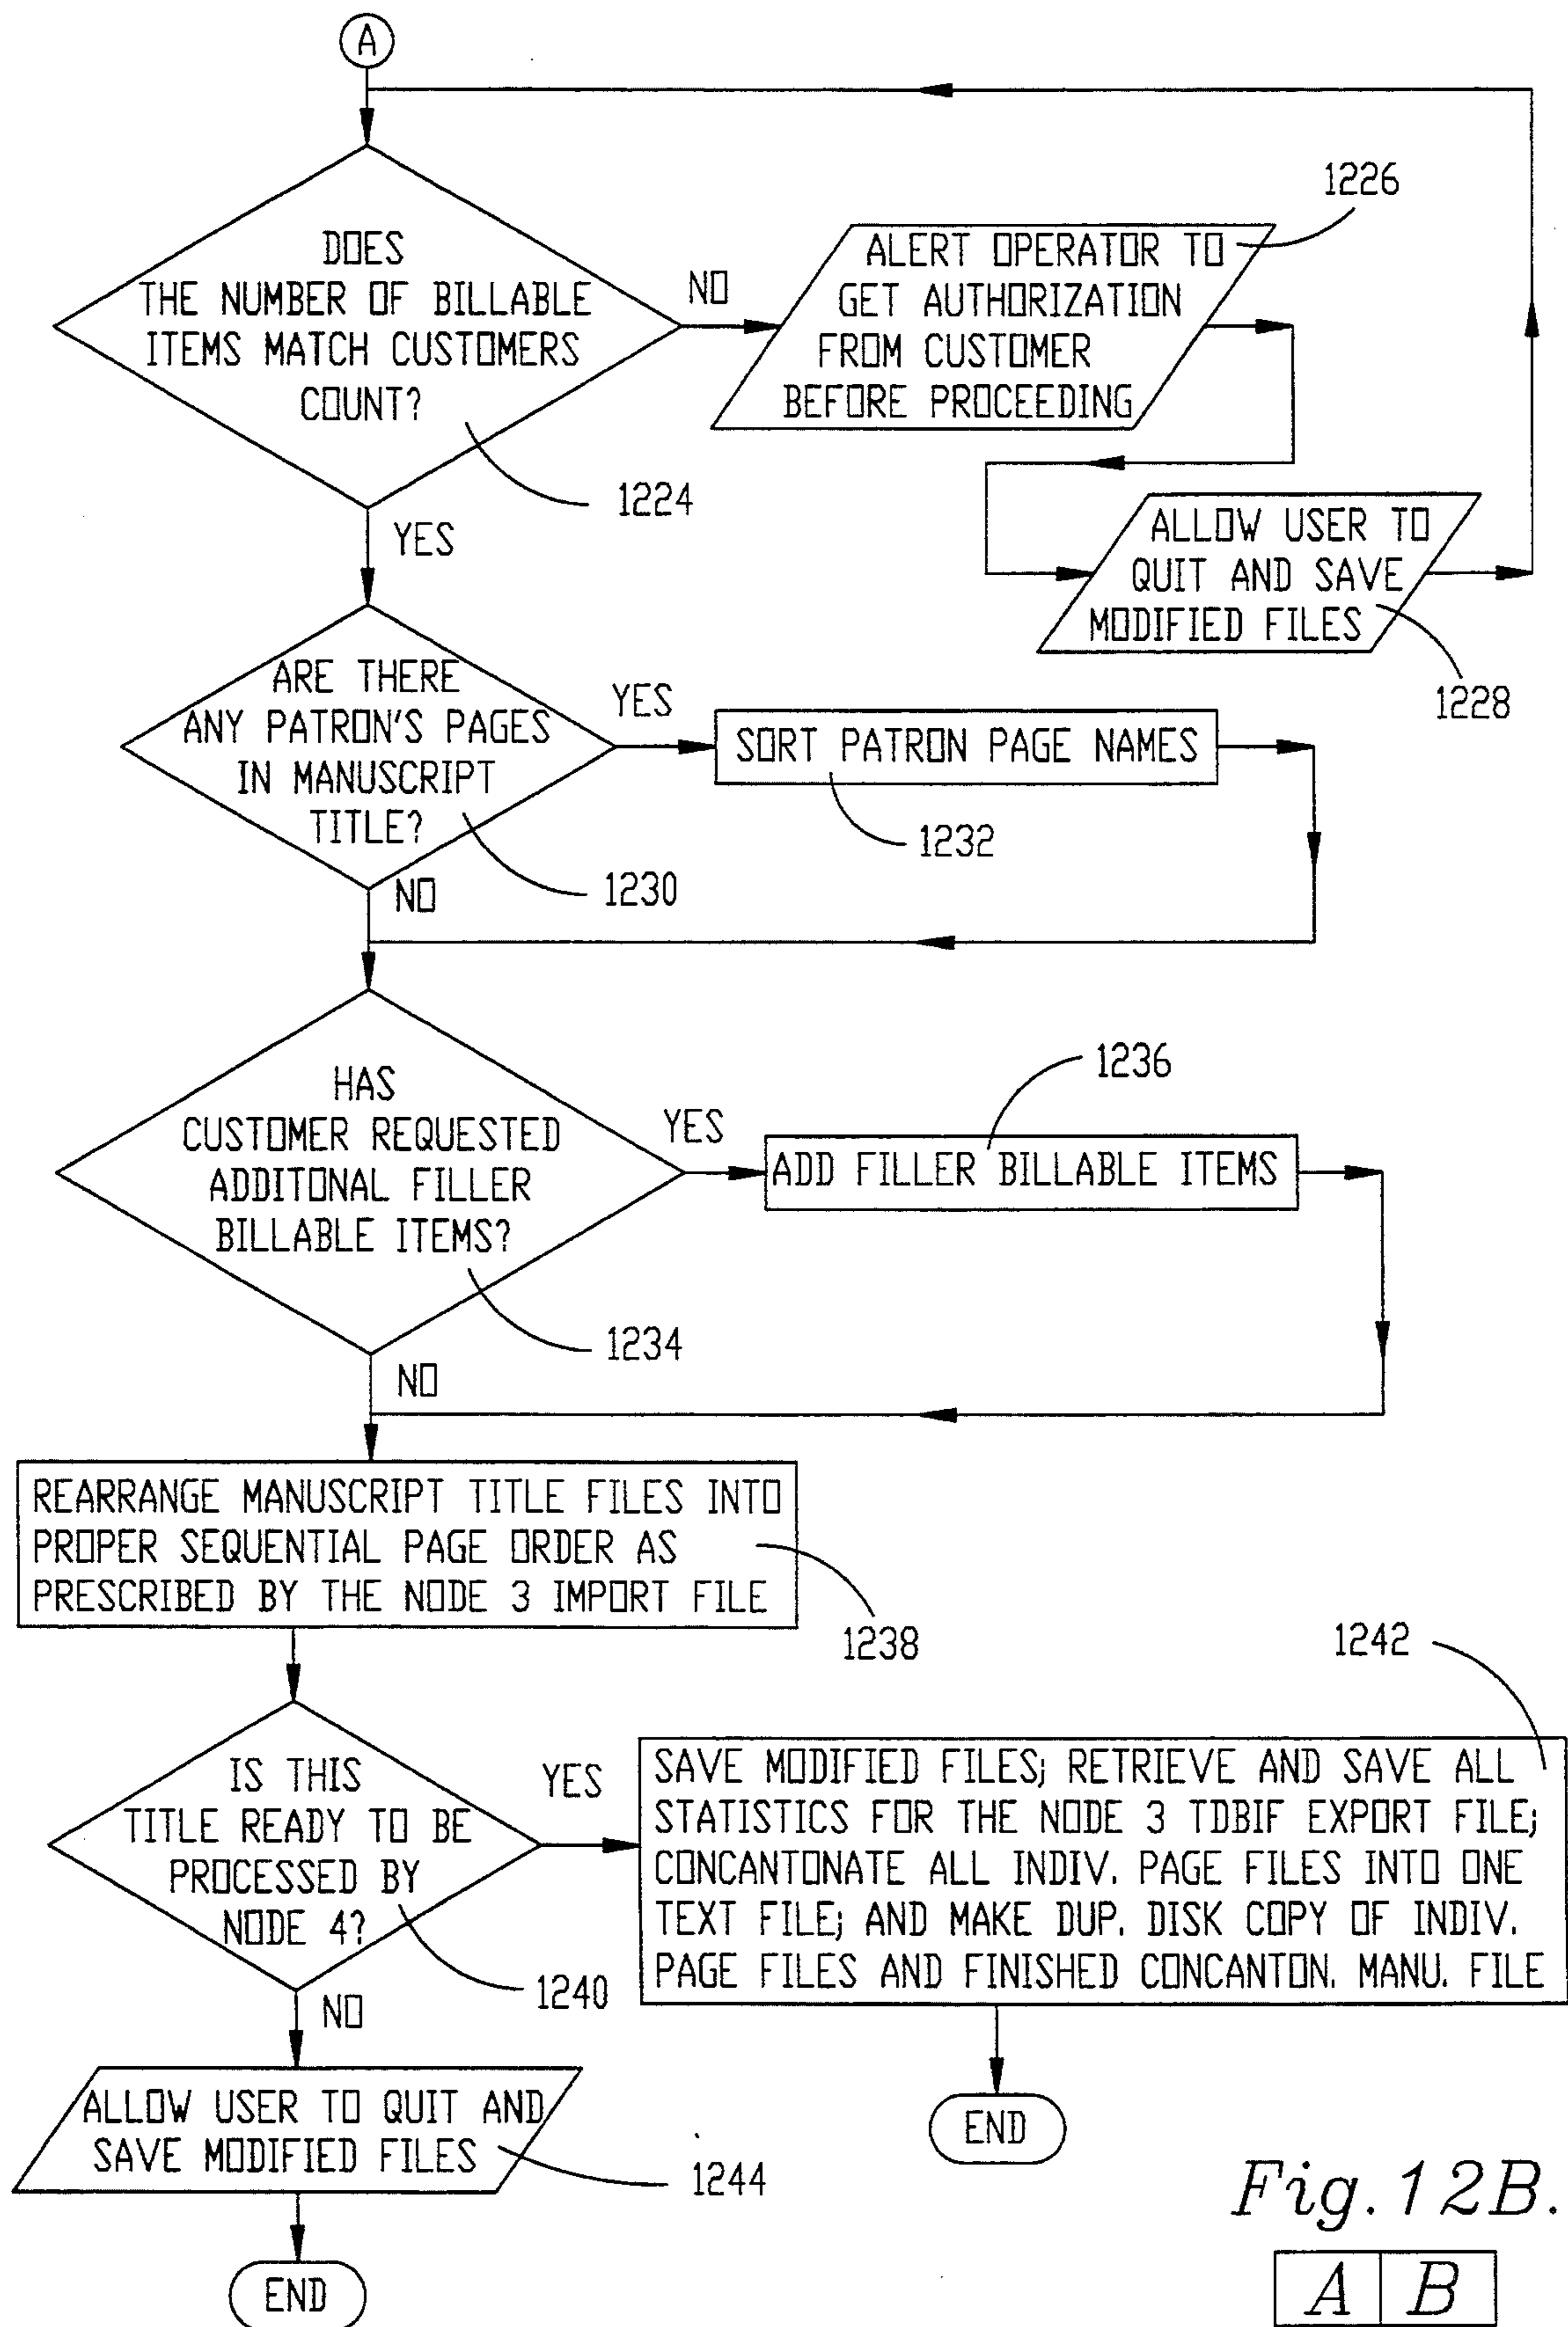 A
DOES
THE NUMBER OF BILLABLE
ITEMS MATCH CUSTOMERS
COUNT?
1224
NO
ALERT OPERATOR TO
GET AUTHORIZATION
FROM CUSTOMER
BEFORE PROCEEDING
1226
ALLOW USER TO
QUIT AND SAVE
MODIFIED FILES
1228
YES
ARE THERE
ANY PATRON'S PAGES
IN MANUSCRIPT
TITLE?
1230
YES
SORT PATRON PAGE NAMES
1232
NO
HAS
CUSTOMER REQUESTED
ADDITONAL FILLER
BILLABLE ITEMS?
1234
YES
ADD FILLER BILLABLE ITEMS
1236
NO
REARRANGE MANUSCRIPT TITLE FILES INTO
PROPER SEQUENTIAL PAGE ORDER AS
PRESCRIBED BY THE NODE 3 IMPORT FILE
1238
IS THIS
TITLE READY TO BE
PROCESSED BY
NODE 4?
1240
YES
SAVE MODIFIED FILES; RETRIEVE AND SAVE ALL
STATISTICS FOR THE NODE 3 TDBIF EXPORT FILE;
CONCANTONATE ALL INDIV. PAGE FILES INTO ONE
TEXT FILE; AND MAKE DUP. DISK COPY OF INDIV.
PAGE FILES AND FINISHED CONCANTON. MANU. FILE
1242
END
NO
ALLOW USER TO QUIT AND
SAVE MODIFIED FILES
1244
END
Fig.12B.
A B